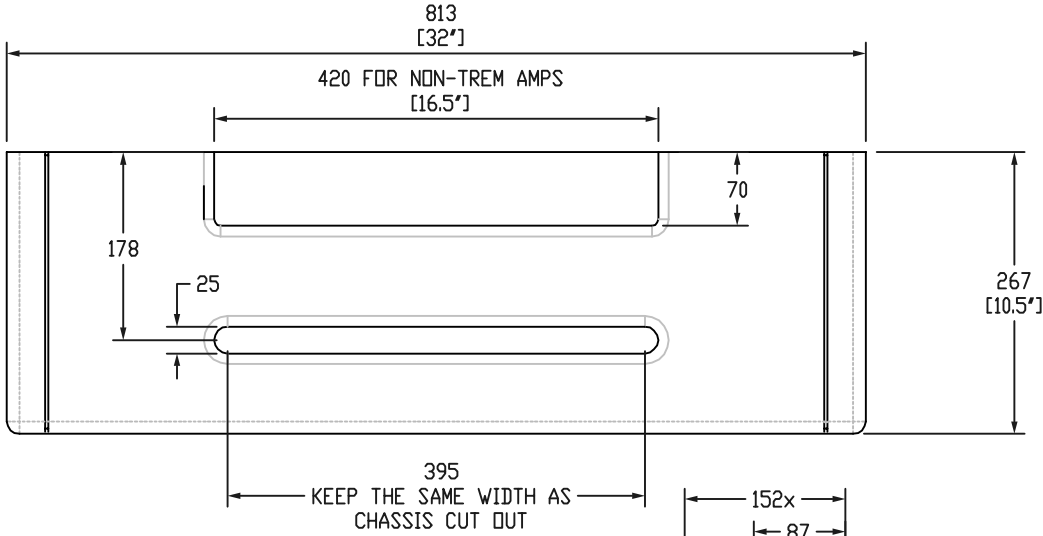 813
[32"]
420 FOR NON-TREM AMPS
[16.5"]
70
178
25
267
[10.5"]
395
KEEP THE SAME WIDTH AS
CHASSIS CUT OUT
152x
87